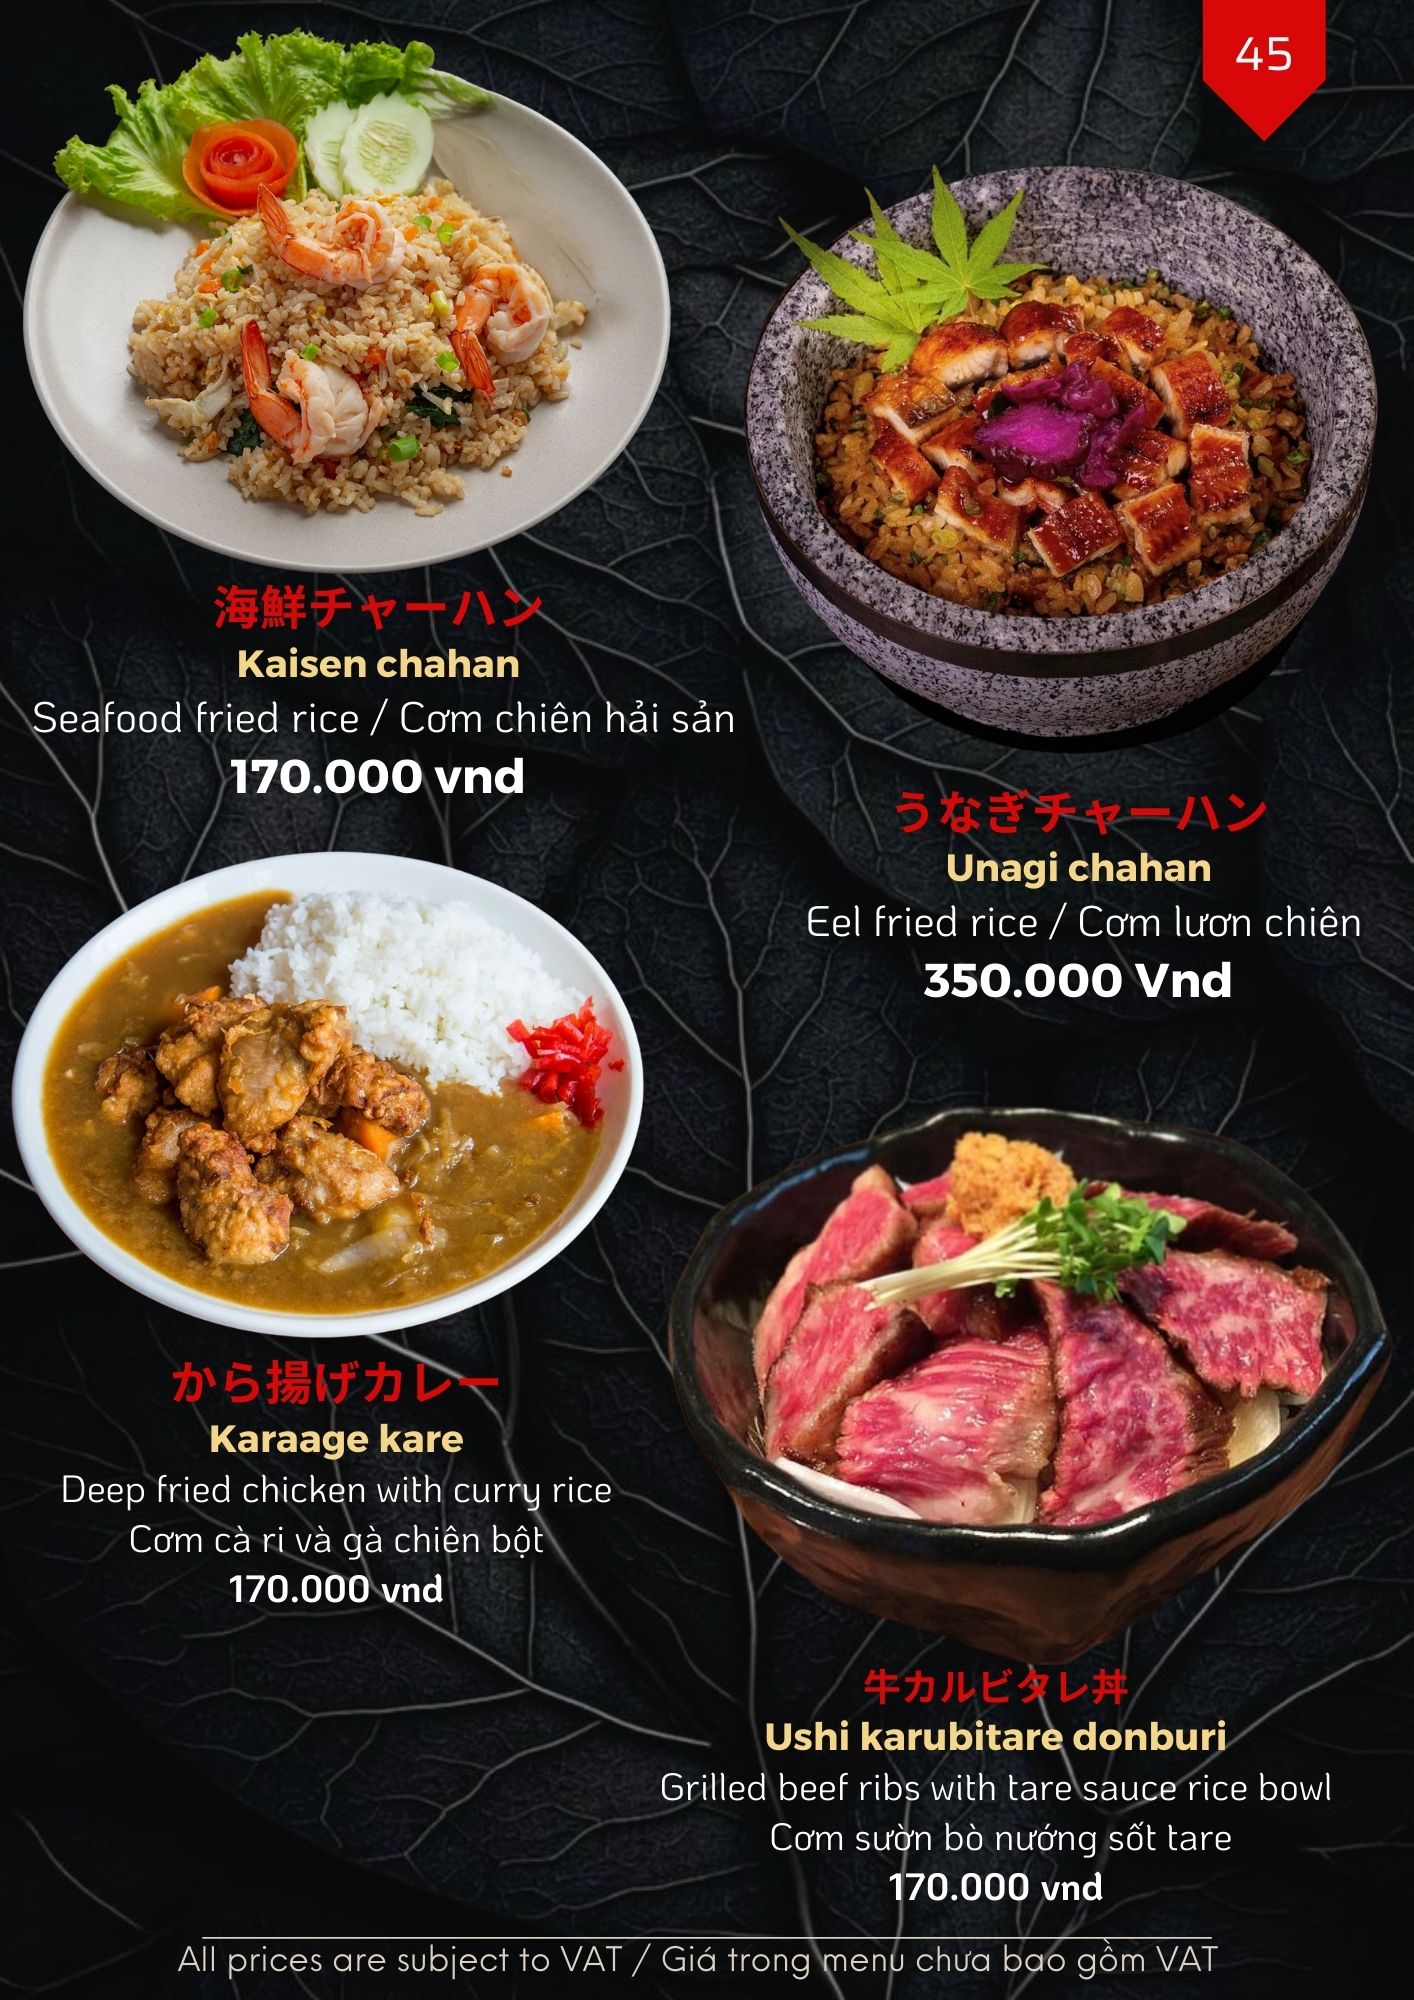 45
海鮮チャーハン
Kaisen chahan
Seafood fried rice / Cơm chiên hải sản
170.000 vnd
うなぎチャーハン
Unagi chahan
Eel fried rice / Cơm lươn chiên
350.000 Vnd
から揚げカレー
Karaage kare
Deep fried chicken with curry rice
Cơm cà ri và gà chiên bột
170.000 vnd
牛カルビタレ丼
Ushi karubitare donburi
Grilled beef ribs with tare sauce rice bowl
Cơm sườn bò nướng sốt tare
170.000 vnd
All prices are subject to VAT / Giá trong menu chưa bao gồm VAT